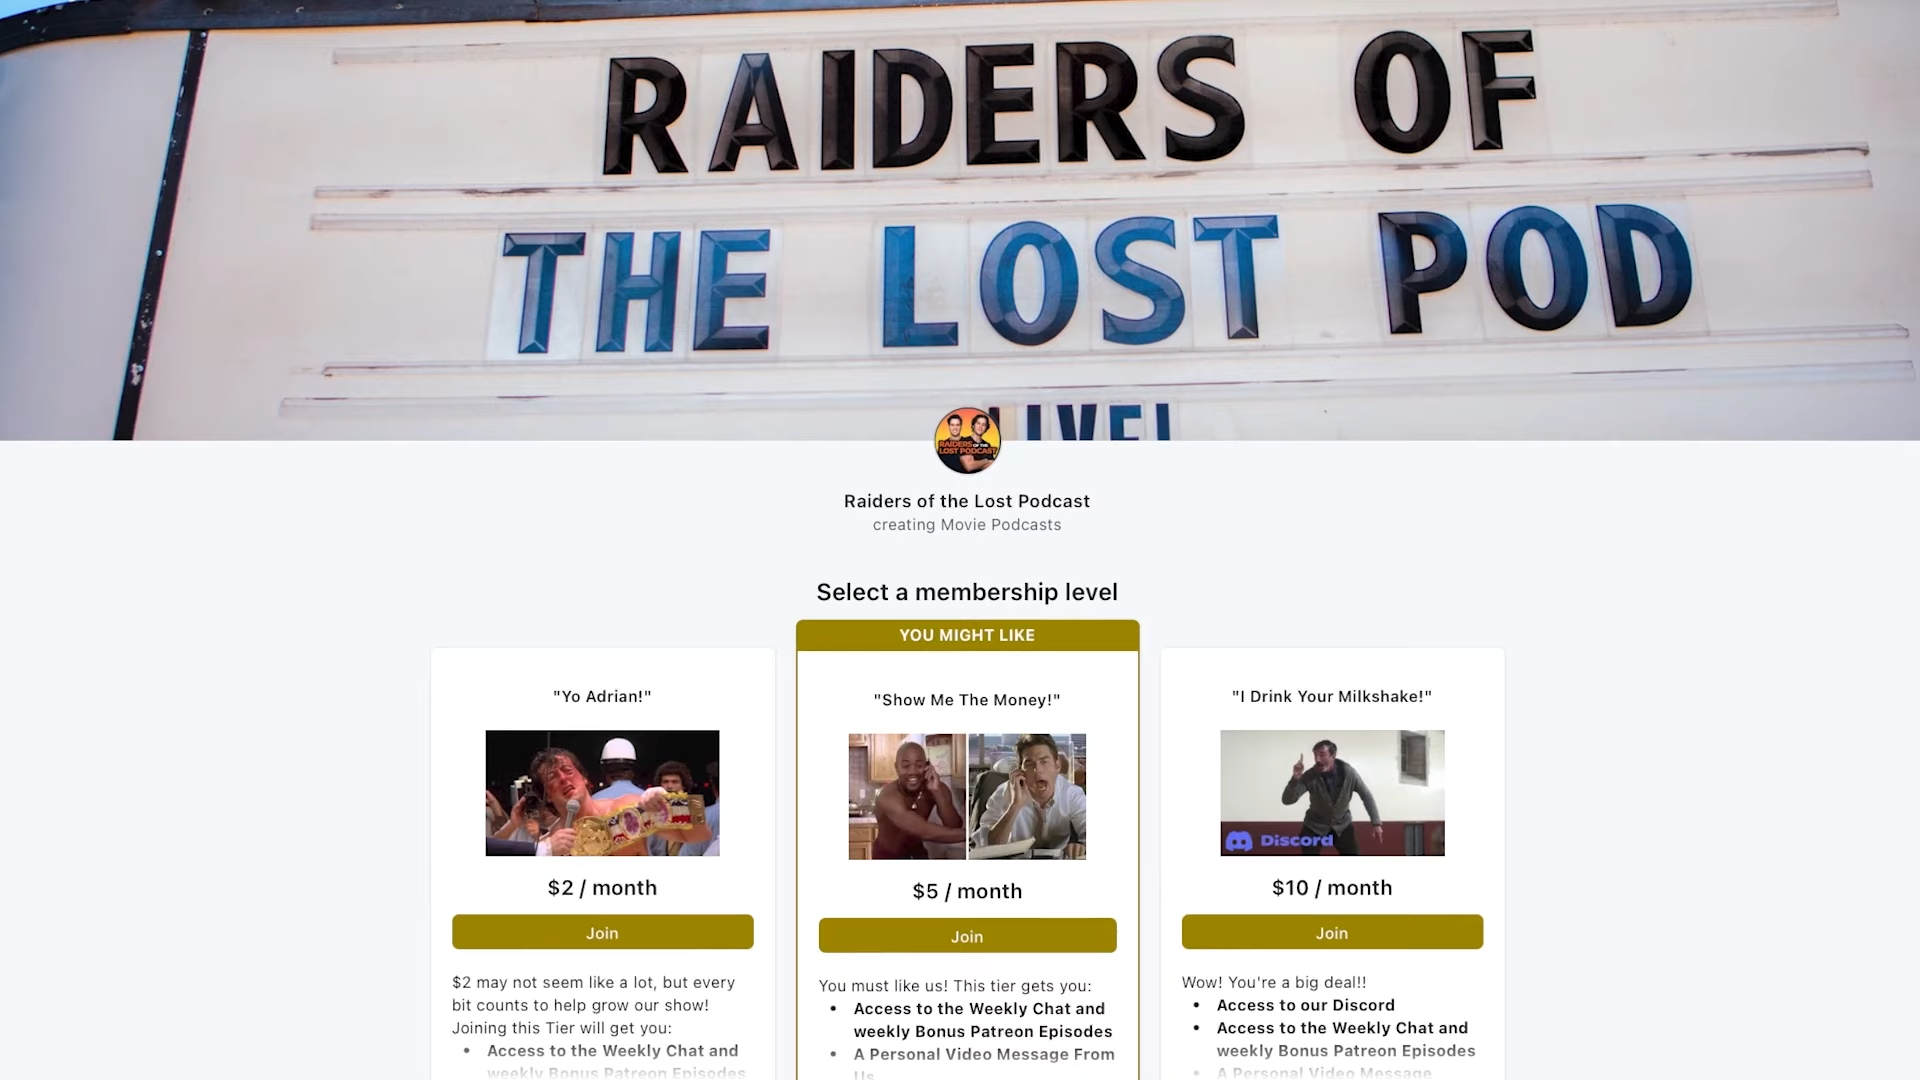 RAIDERS OF
THE LOST POD
LIVE!
RAIDERS OF THE
LOST PODCAST
Raiders of the Lost Podcast
creating Movie Podcasts
Select a membership level
YOU MIGHT LIKE
"Yo Adrian!"
"Show Me The Money!"
"I Drink Your Milkshake!"
Discord
$2 / month
$5 / month
$10 / month
Join
Join
Join
$2 may not seem like a lot, but every
bit counts to help grow our show!
Joining this Tier will get you:
• Access to the Weekly Chat and
weekly Bonus Patreon Episodes
You must like us! This tier gets you:
• Access to the Weekly Chat and
weekly Bonus Patreon Episodes
• A Personal Video Message From
Us
Wow! You're a big deal!!
• Access to our Discord
• Access to the Weekly Chat and
weekly Bonus Patreon Episodes
• A Personal Video Message